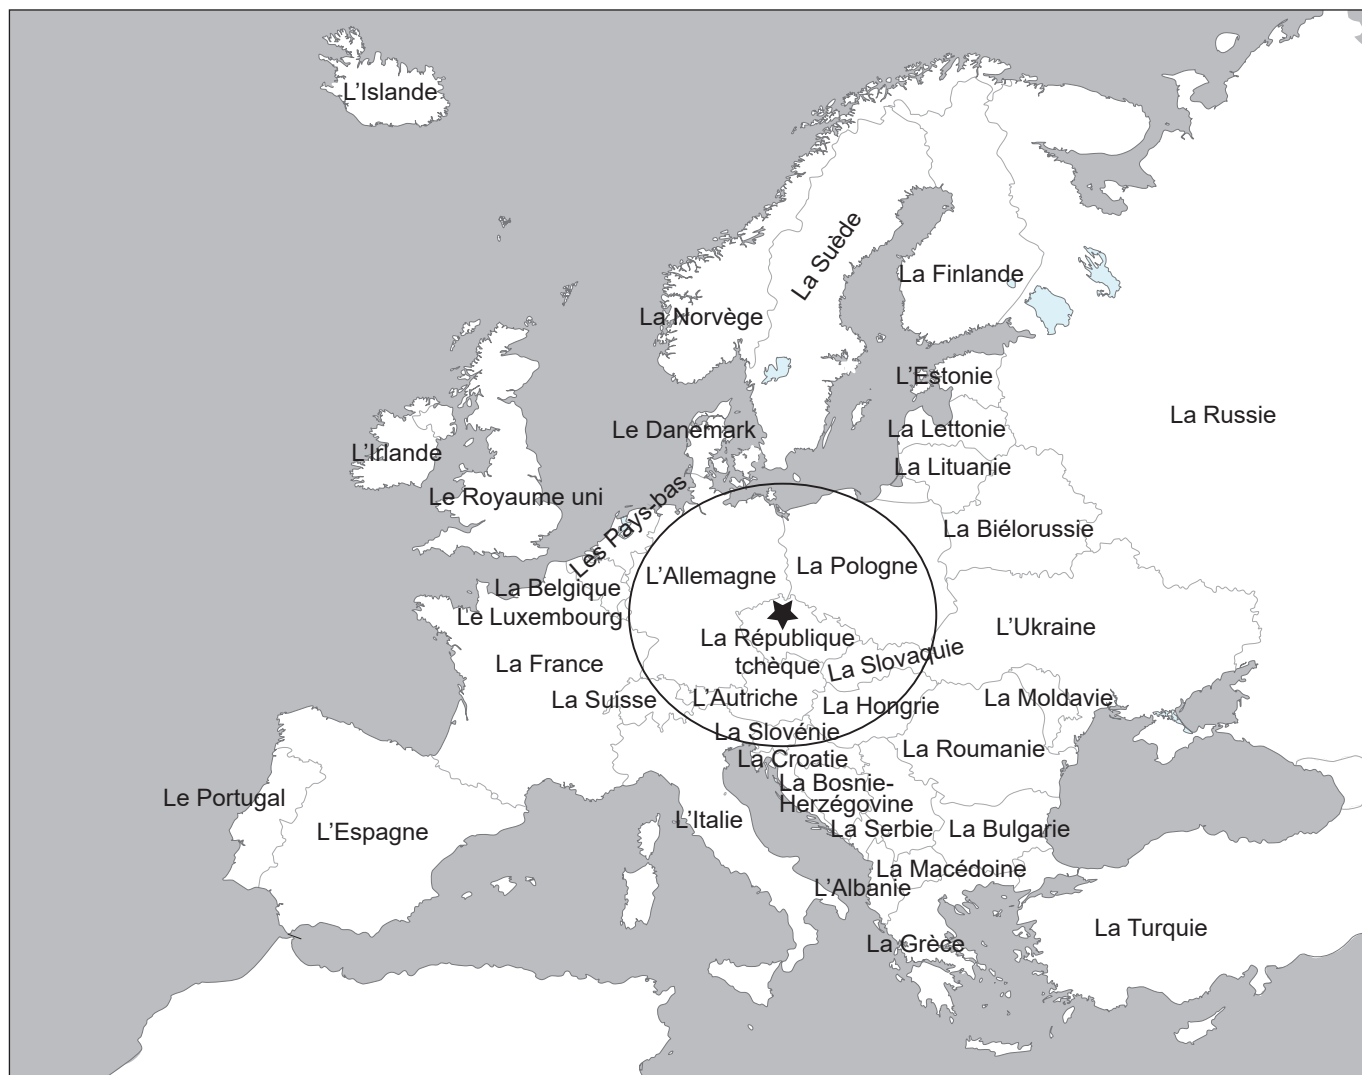 L’Islande
La Suède
La Finlande
La Norvège
L’Estonie
La Russie
La Lettonie
Le Danemark
L’Irlande
La Lituanie
Le Royaume uni
Les Pays-bas
La Biélorussie
La Pologne
L’Allemagne
La Belgique
Le Luxembourg
L’Ukraine
La République
tchèque
La Slovaquie
La France
La Suisse
L’Autriche
La Hongrie
La Moldavie
La Slovénie
La Roumanie
La Croatie
La Bosnie-
Herzégovine
Le Portugal
L’Espagne
L’Italie
La Serbie
La Bulgarie
La Macédoine
L’Albanie
La Turquie
La Grèce